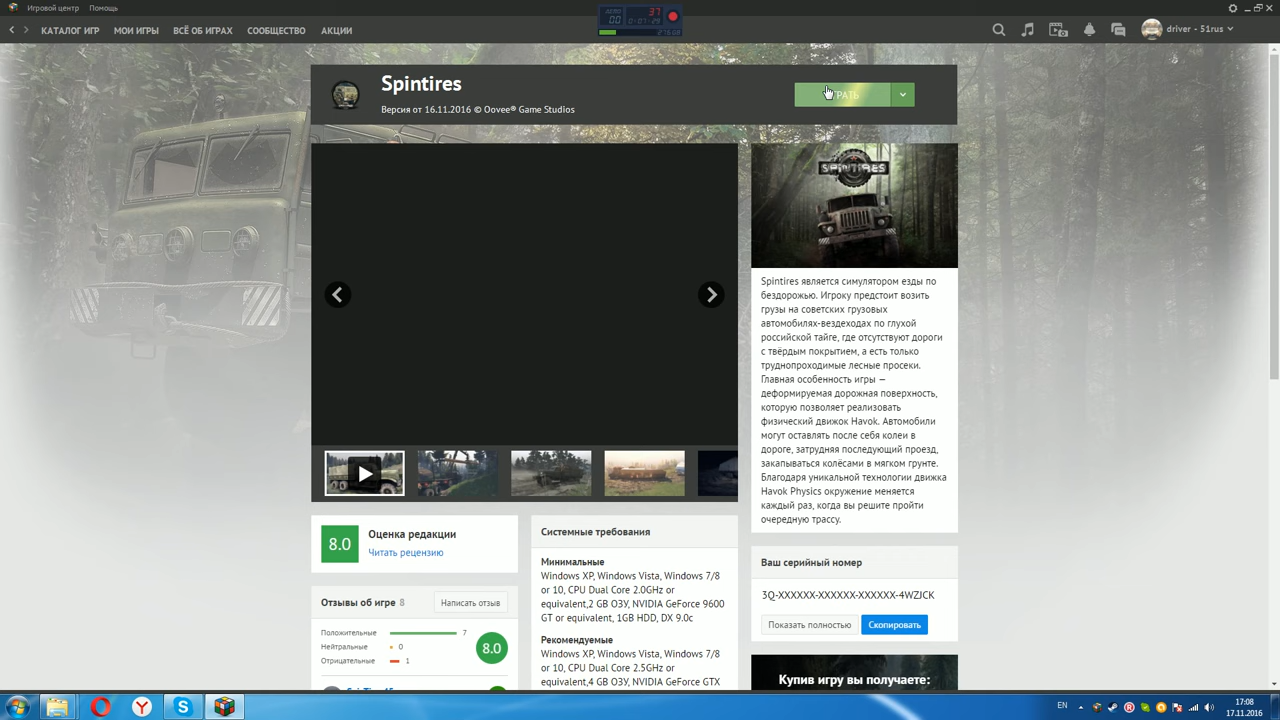 Игровой центр Помощь
AERO 37
00 0:07:29
276.08
КАТАЛОГ ИГР МОИ ИГРЫ ВСЁ ОБ ИГРАХ СООБЩЕСТВО АКЦИИ
driver - 51rus
Spintires
Версия от 16.11.2016 © Oovee® Game Studios
ИГРАТЬ
SPINTIRES
Spintires является симулятором езды по
бездорожью. Игроку предстоит возить
грузы на советских грузовых
автомобилях-вездеходах по глухой
российской тайге, где отсутствуют дороги
с твёрдым покрытием, а есть только
труднопроходимые лесные просеки.
Главная особенность игры —
деформируемая дорожная поверхность,
которую позволяет реализовать
физический движок Havok. Автомобили
могут оставлять после себя колеи в
дороге, затрудняя последующий проезд,
закапываться колёсами в мягком грунте.
Благодаря уникальной технологии движка
Havok Physics окружение меняется
каждый раз, когда вы решите пройти
очередную трассу.
8.0
Оценка редакции
Читать рецензию
Отзывы об игре 8
Написать отзыв
Положительные 7
Нейтральные 0
Отрицательные 1
8.0
Системные требования
Минимальные
Windows XP, Windows Vista, Windows 7/8
or 10, CPU Dual Core 2.0GHz or
equivalent,2 GB ОЗУ, NVIDIA GeForce 9600
GT or equivalent, 1GB HDD, DX 9.0c
Рекомендуемые
Windows XP, Windows Vista, Windows 7/8
or 10, CPU Dual Core 2.5GHz or
equivalent,4 GB ОЗУ, NVIDIA GeForce GTX
Ваш серийный номер
3Q-XXXXXX-XXXXXX-XXXXXX-4WZJCK
Показать полностью
Скопировать
Купив игру вы получаете:
EN
17:08
17.11.2016